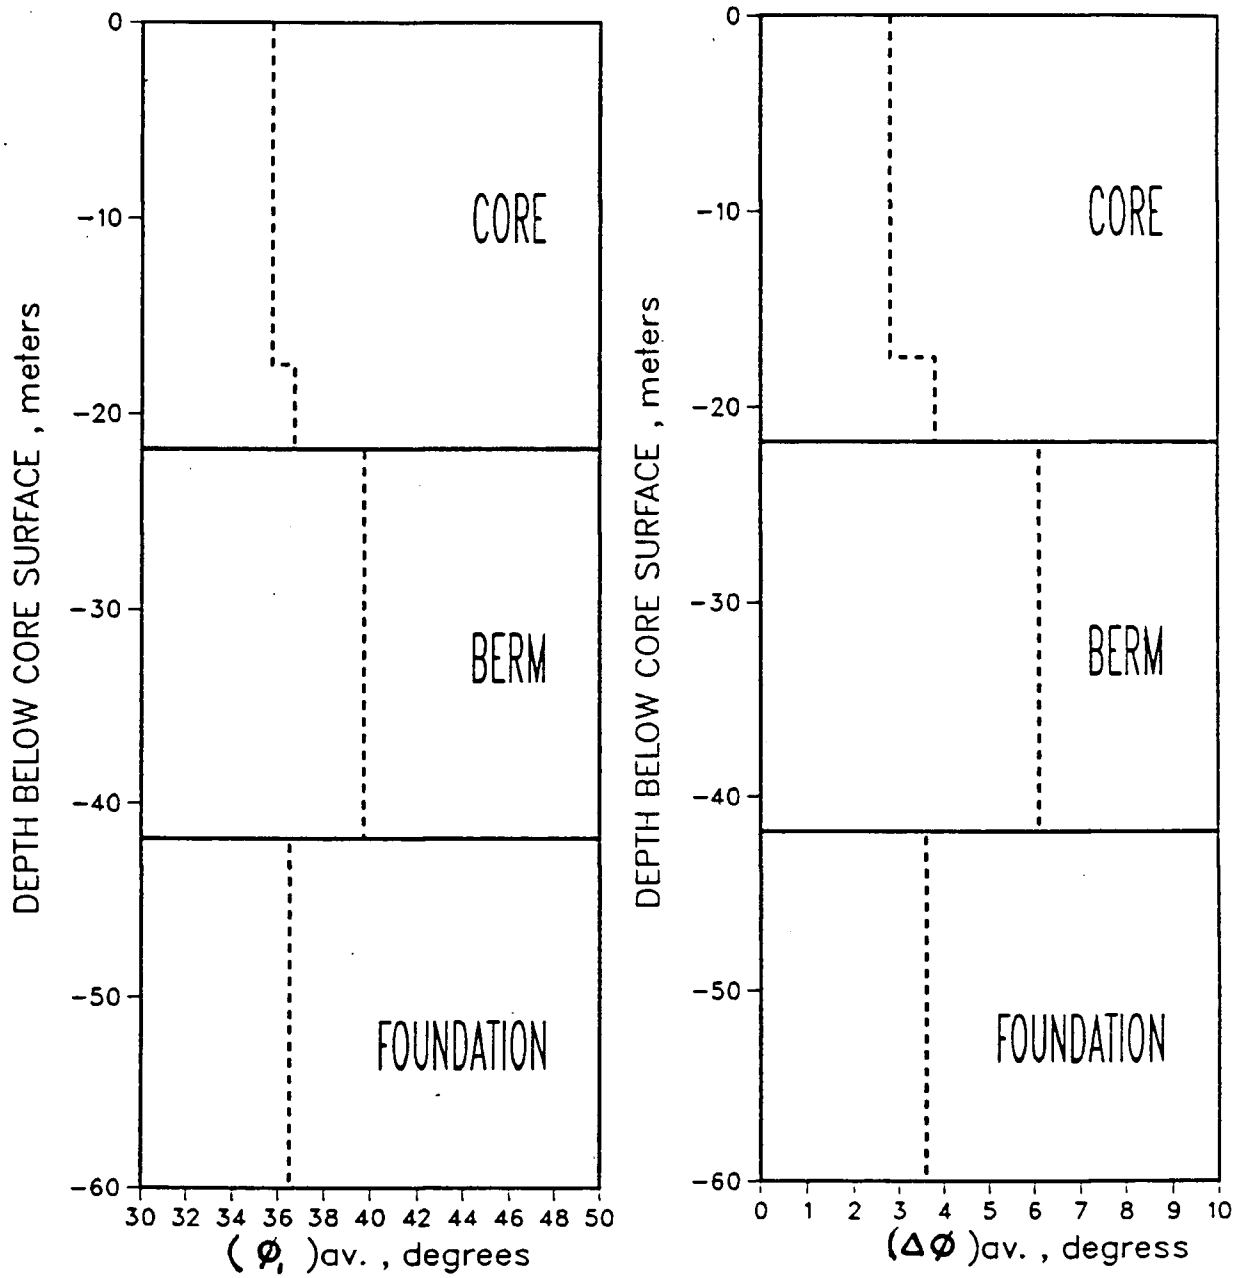 DEPTH BELOW CORE SURFACE , meters
0
-10
-20
-30
-40
-50
-60
CORE
BERM
FOUNDATION
30 32 34 36 38 40 42 44 46 48 50
( Ø₁ )av. , degrees
DEPTH BELOW CORE SURFACE , meters
0
-10
-20
-30
-40
-50
-60
CORE
BERM
FOUNDATION
0 1 2 3 4 5 6 7 8 9 10
(ΔØ )av. , degress